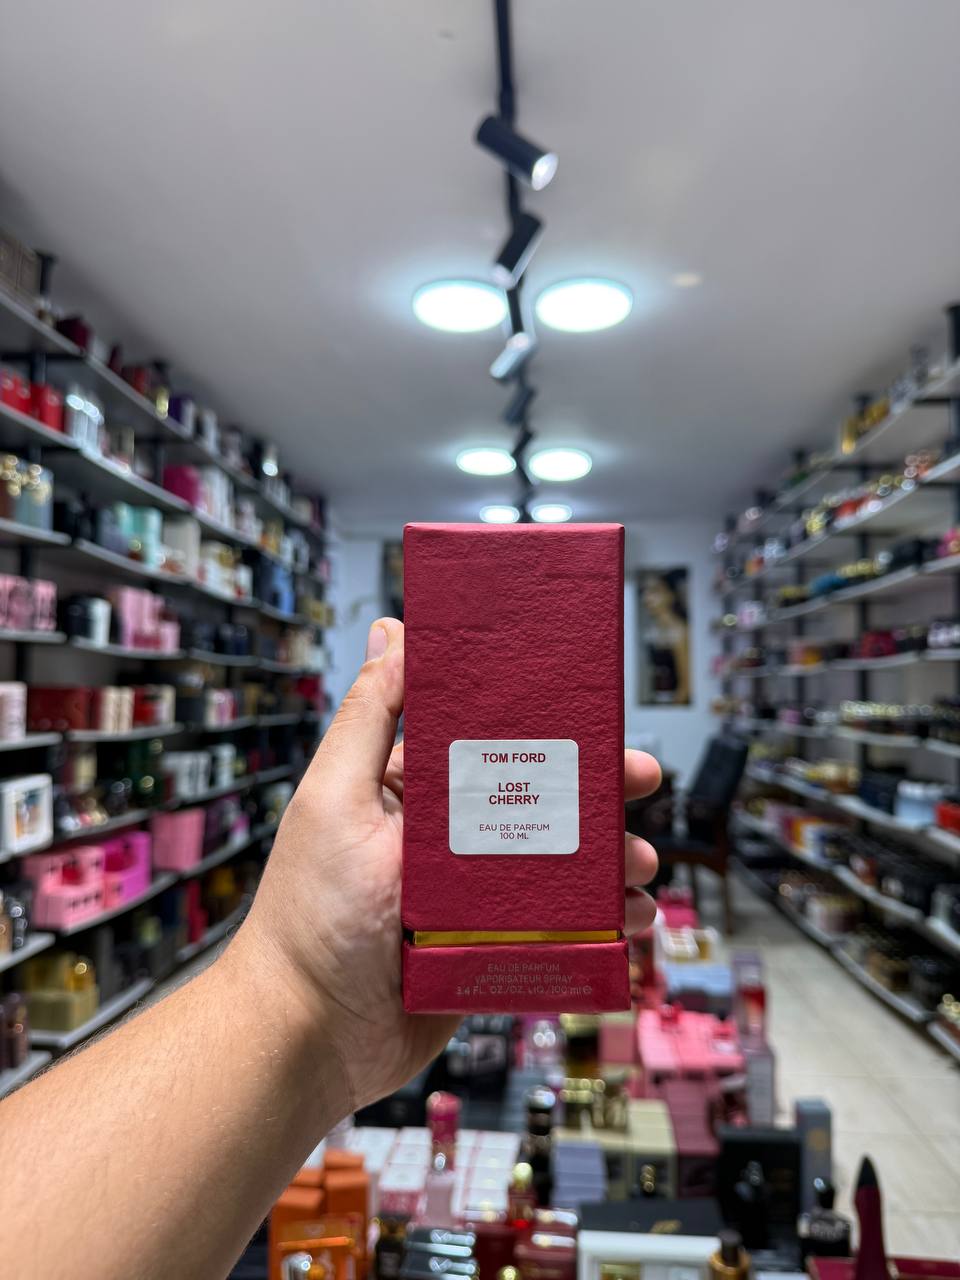 TOM FORD
LOST
CHERRY
EAU DE PARFUM
100 ML
EAU DE PARFUM
VAPORISATEUR SPRAY
3.4 FL. OZ./OZ. LIQ./100 ml ℮